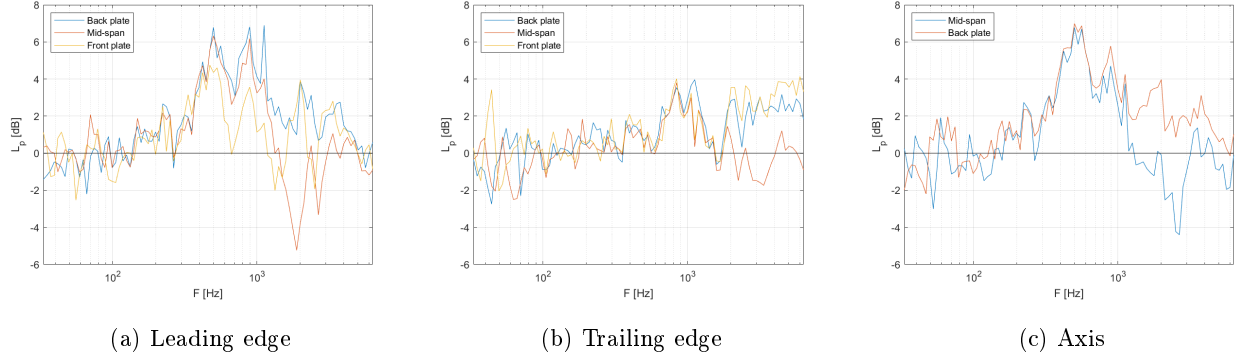 8
6
4
2
0
-2
-4
-6
L_p [dB]
Back plate
Mid-span
Front plate
10^2
10^3
F [Hz]
(a) Leading edge
8
6
4
2
0
-2
-4
-6
L_p [dB]
Back plate
Mid-span
Front plate
10^2
10^3
F [Hz]
(b) Trailing edge
8
6
4
2
0
-2
-4
-6
L_p [dB]
Mid-span
Back plate
10^2
10^3
F [Hz]
(c) Axis